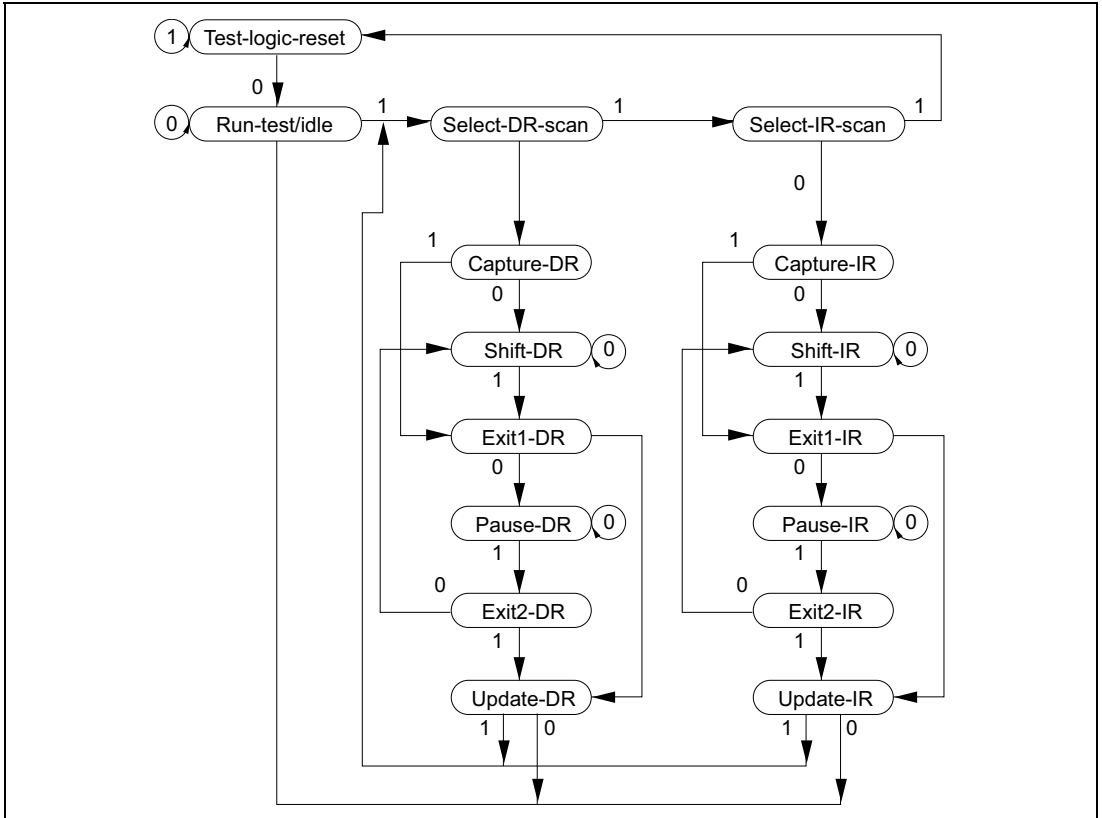 1 Test-logic-reset
0
0 Run-test/idle 1 Select-DR-scan 1 Select-IR-scan 1
0
1 1
Capture-DR Capture-IR
0 0
Shift-DR 0 Shift-IR 0
1 1
Exit1-DR Exit1-IR
0 0
Pause-DR 0 Pause-IR 0
1 1
0 0
Exit2-DR Exit2-IR
1 1
Update-DR Update-IR
1 0 1 0